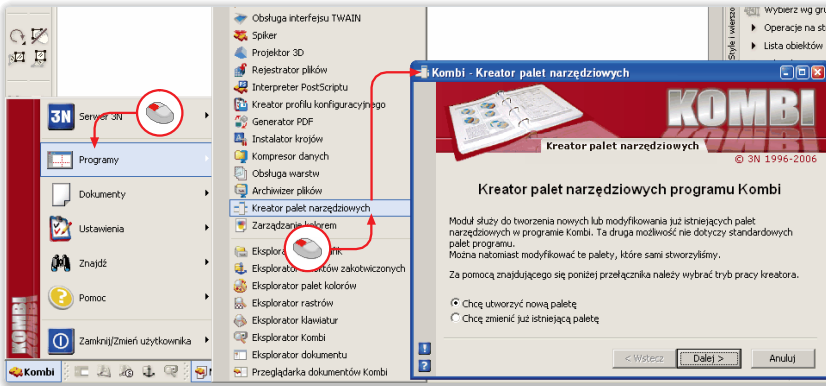 3N Serwer 3N
Programy
Dokumenty
Ustawienia
Znajdź
Pomoc
Zamknij/Zmień użytkownika
KOMBI
Kombi
Obsługa interfejsu TWAIN
Spiker
Projektor 3D
Rejestrator plików
Interpreter PostScriptu
Kreator profilu konfiguracyjnego
Generator PDF
Instalator krojów
Kompresor danych
Obsługa warstw
Archiwizer plików
Kreator palet narzędziowych
Zarządzanie kolorem
Eksplorator palet kolorów
Eksplorator rastrów
Eksplorator klawiatur
Eksplorator Kombi
Eksplorator dokumentu
Przeglądarka dokumentów Kombi
Style i
Wybierz wg
Operacje na
Lista obiektów
Kombi - Kreator palet narzędziowych
KOMBI
Kreator palet narzędziowych
© 3N 1996-2006
Kreator palet narzędziowych programu Kombi
Moduł służy do tworzenia nowych lub modyfikowania już istniejących palet
narzędziowych w programie Kombi. Ta druga możliwość nie dotyczy standardowych
palet programu.
Można natomiast modyfikować te palety, które sami stworzyliśmy.
Za pomocą znajdującego się poniżej przełącznika należy wybrać tryb pracy kreatora.
Chcę utworzyć nową paletę
Chcę zmienić już istniejącą paletę
< Wstecz Dalej > Anuluj